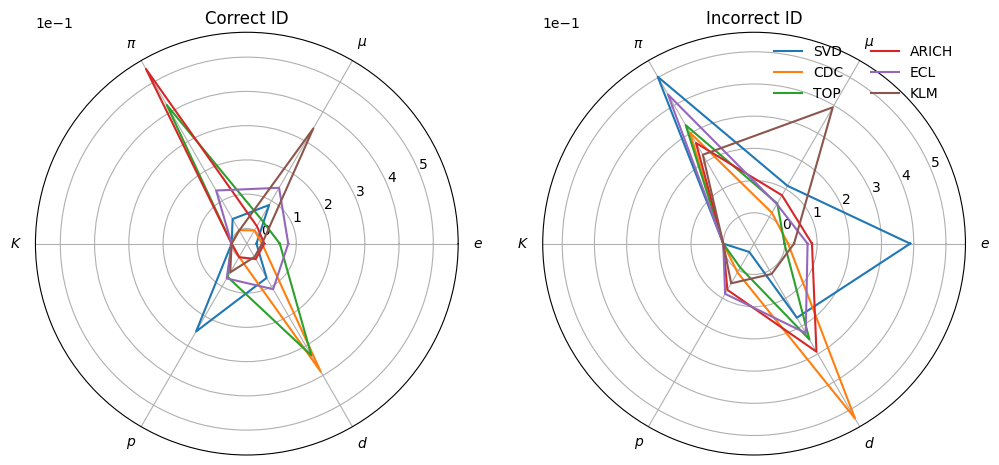 Correct ID
1e−1
e
μ
π
K
p
d
0
1
2
3
4
5
Incorrect ID
1e−1
e
μ
π
K
p
d
0
1
2
3
4
5
SVD
CDC
TOP
ARICH
ECL
KLM